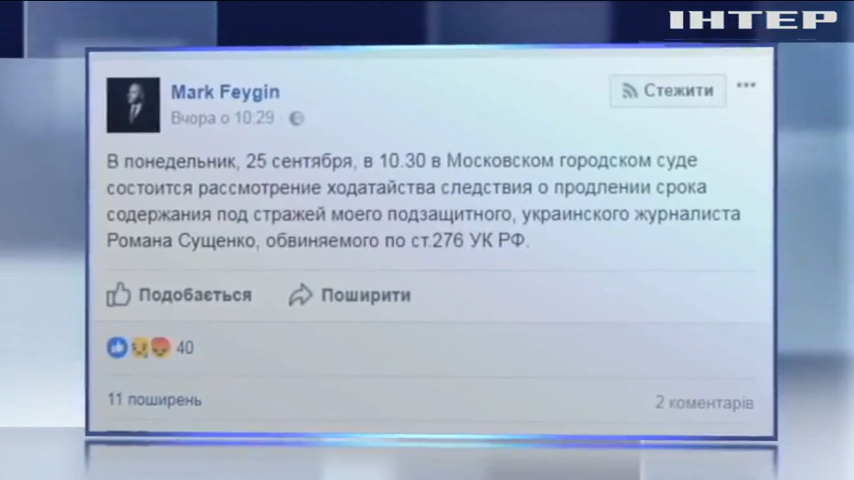 ІНТЕР
Mark Feygin
Стежити
Вчора о 10:29
В понедельник, 25 сентября, в 10.30 в Московском городском суде
состоится рассмотрение ходатайства следствия о продлении срока
содержания под стражей моего подзащитного, украинского журналиста
Романа Сущенко, обвиняемого по ст.276 УК РФ.
Подобається
Поширити
40
11 поширень
2 коментарів